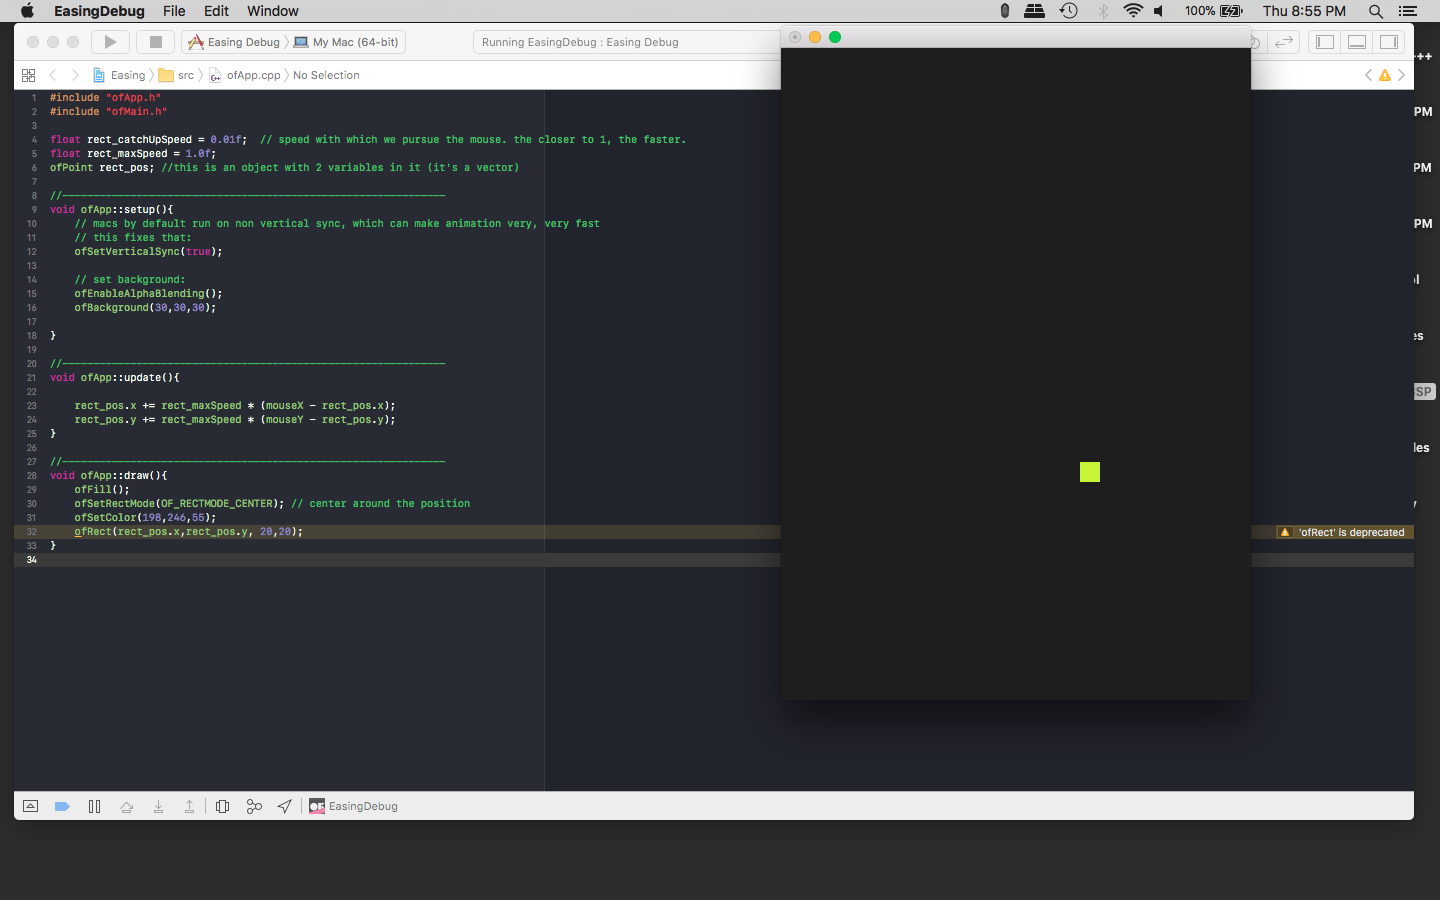 EasingDebug File Edit Window 100% Thu 8:55 PM
Easing Debug My Mac (64-bit) Running EasingDebug : Easing Debug
Easing src ofApp.cpp No Selection
1 #include "ofApp.h"
2 #include "ofMain.h"
3
4 float rect_catchUpSpeed = 0.01f; // speed with which we pursue the mouse. the closer to 1, the faster.
5 float rect_maxSpeed = 1.0f;
6 ofPoint rect_pos; //this is an object with 2 variables in it (it's a vector)
7
8 //--------------------------------------------------------------
9 void ofApp::setup(){
10 // macs by default run on non vertical sync, which can make animation very, very fast
11 // this fixes that:
12 ofSetVerticalSync(true);
13
14 // set background:
15 ofEnableAlphaBlending();
16 ofBackground(30,30,30);
17
18 }
19
20 //--------------------------------------------------------------
21 void ofApp::update(){
22
23 rect_pos.x += rect_maxSpeed * (mouseX - rect_pos.x);
24 rect_pos.y += rect_maxSpeed * (mouseY - rect_pos.y);
25 }
26
27 //--------------------------------------------------------------
28 void ofApp::draw(){
29 ofFill();
30 ofSetRectMode(OF_RECTMODE_CENTER); // center around the position
31 ofSetColor(198,246,55);
32 ofRect(rect_pos.x,rect_pos.y, 20,20); 'ofRect' is deprecated
33 }
34
EasingDebug
++
PM
PM
PM
es
SP
les